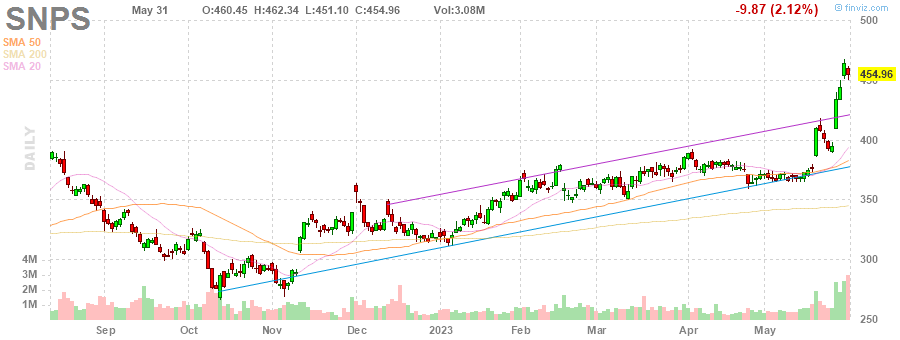 SNPS May 31 O:460.45 H:462.34 L:451.10 C:454.96 Vol:3.08M -9.87 (2.12%) finviz.com
500
SMA 50
SMA 200
SMA 20
454.96
450
DAILY
400
350
4M 300
3M
2M
1M
250
Sep Oct Nov Dec 2023 Feb Mar Apr May